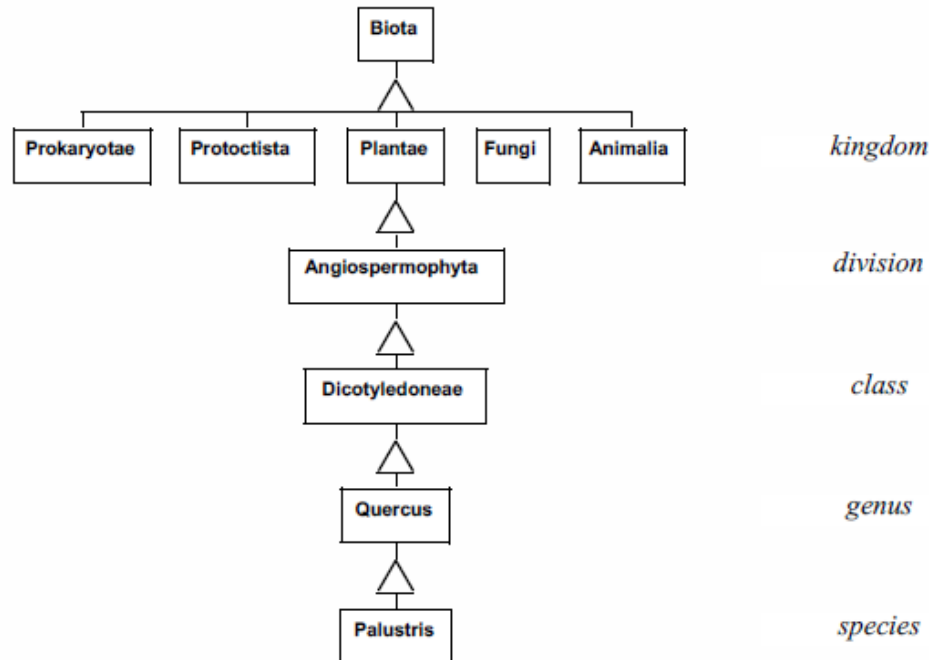 Biota
Prokaryotae Protoctista Plantae Fungi Animalia kingdom
Angiospermophyta division
Dicotyledoneae class
Quercus genus
Palustris species